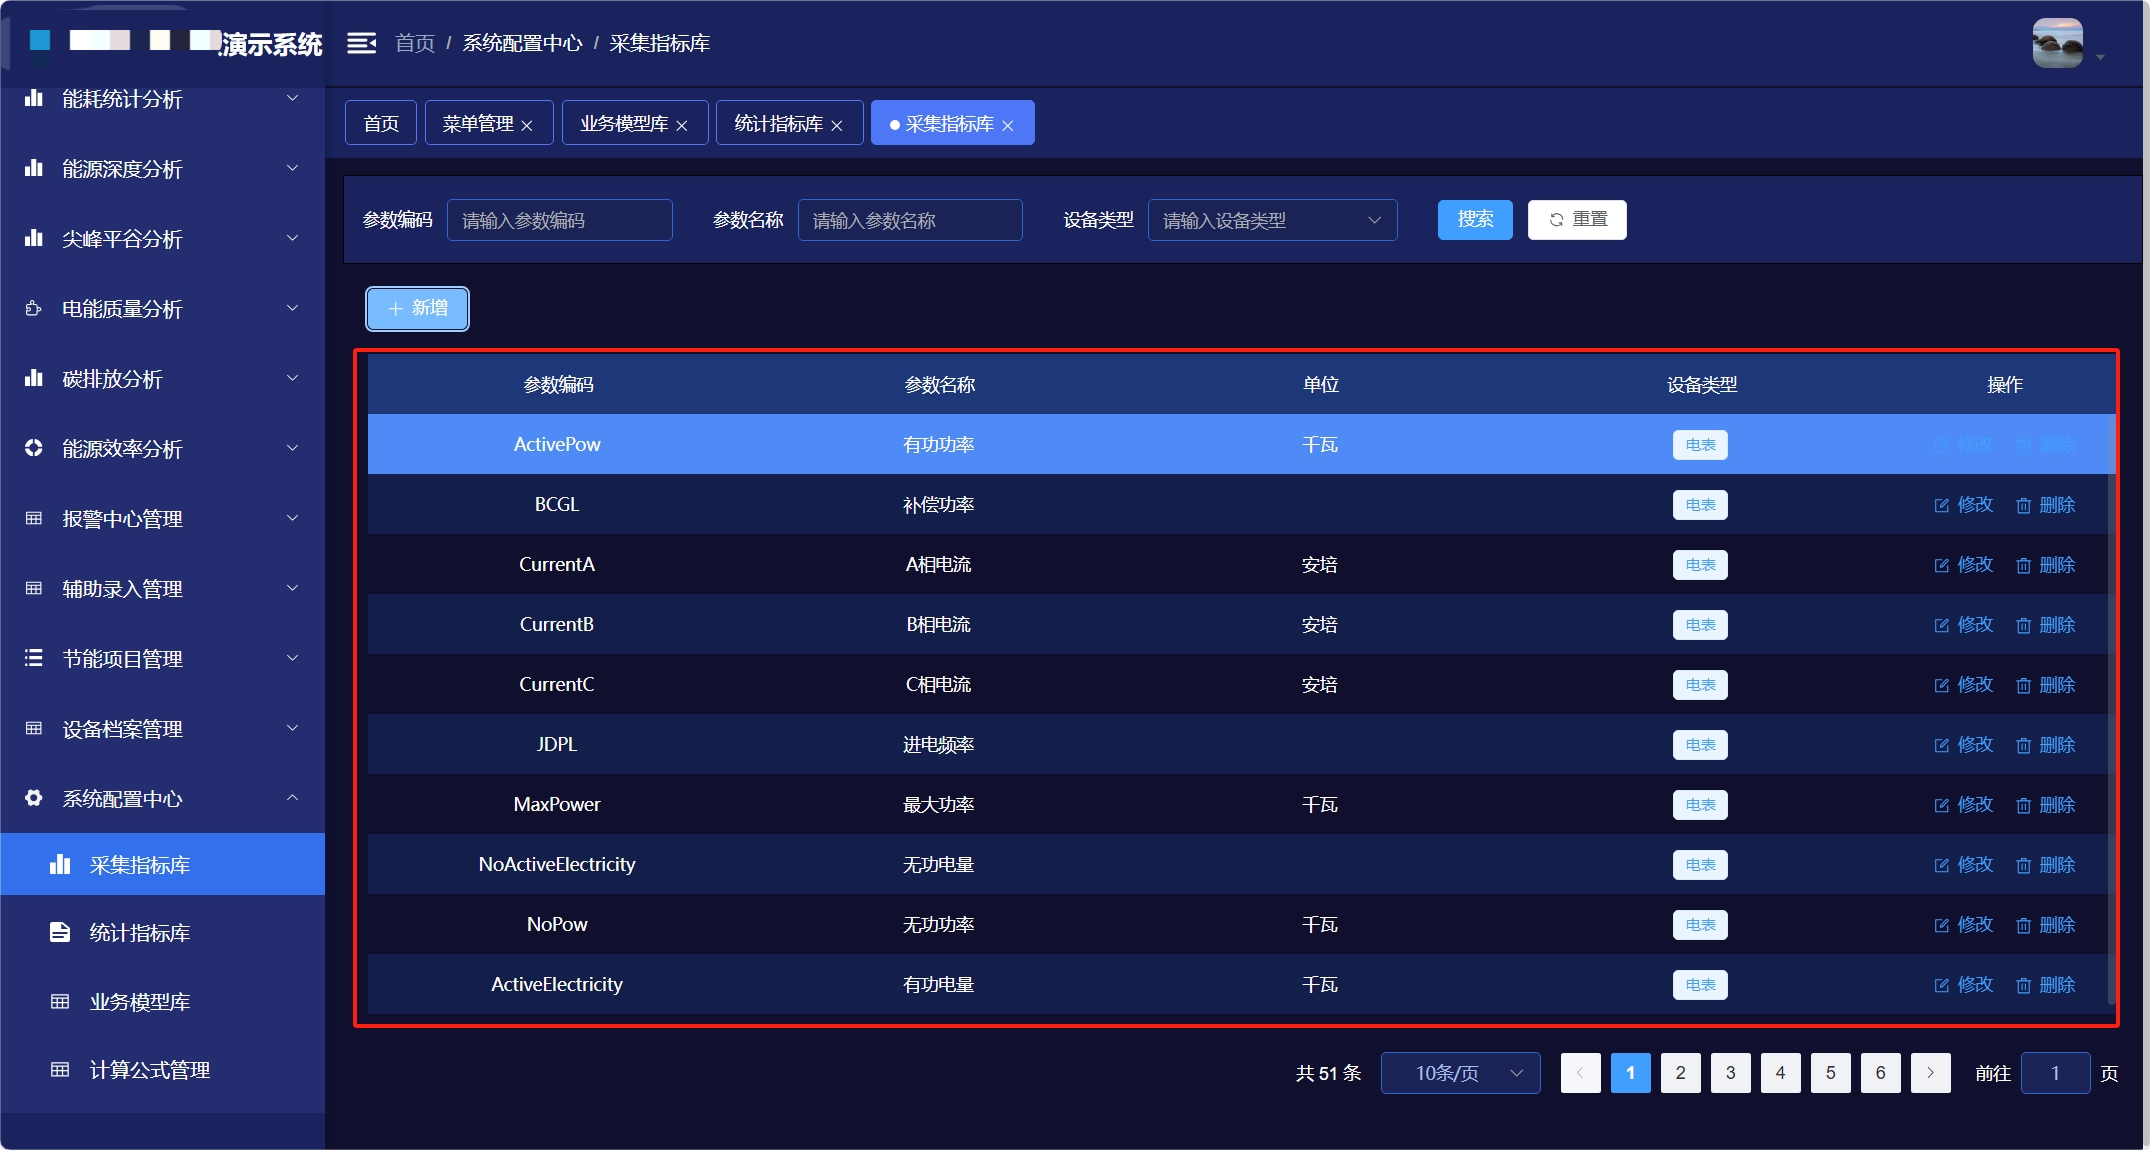 演示系统
首页 / 系统配置中心 / 采集指标库
能耗统计分析
能源深度分析
尖峰平谷分析
电能质量分析
碳排放分析
能源效率分析
报警中心管理
辅助录入管理
节能项目管理
设备档案管理
系统配置中心
采集指标库
统计指标库
业务模型库
计算公式管理
首页 菜单管理 业务模型库 统计指标库 采集指标库
参数编码 请输入参数编码 参数名称 请输入参数名称 设备类型 请输入设备类型 搜索 重置
新增
参数编码 参数名称 单位 设备类型 操作
ActivePow 有功功率 千瓦 电表 修改 删除
BCGL 补偿功率 电表 修改 删除
CurrentA A相电流 安培 电表 修改 删除
CurrentB B相电流 安培 电表 修改 删除
CurrentC C相电流 安培 电表 修改 删除
JDPL 进电频率 电表 修改 删除
MaxPower 最大功率 千瓦 电表 修改 删除
NoActiveElectricity 无功电量 电表 修改 删除
NoPow 无功功率 千瓦 电表 修改 删除
ActiveElectricity 有功电量 千瓦 电表 修改 删除
共 51 条 10条/页 1 2 3 4 5 6 前往 1 页